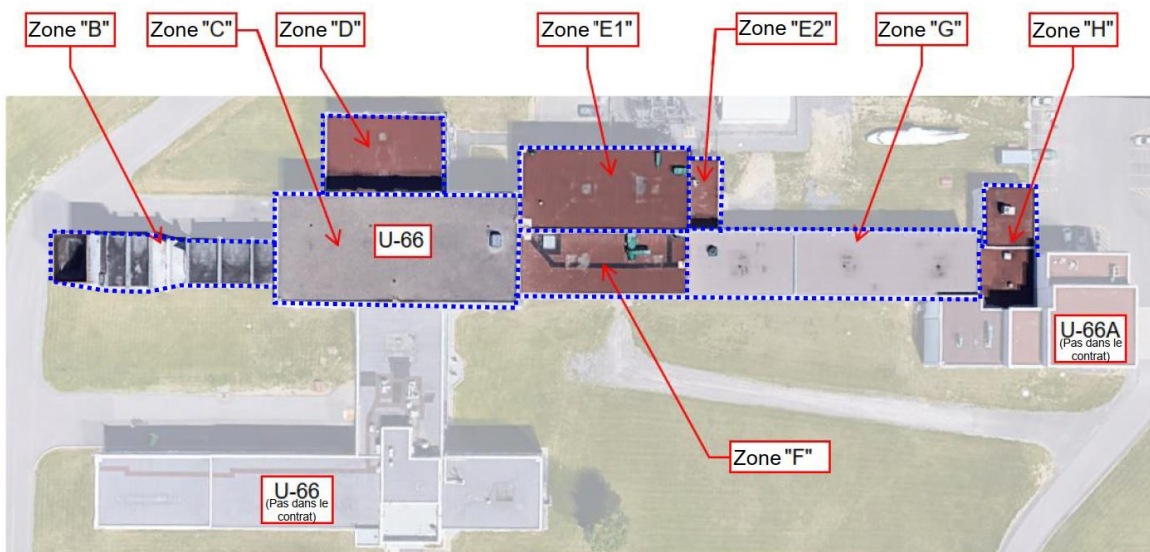 Zone "B"
Zone "C"
Zone "D"
Zone "E1"
Zone "E2"
Zone "G"
Zone "H"
U-66
U-66A
(Pas dans le
contrat)
Zone "F"
U-66
(Pas dans le
contrat)